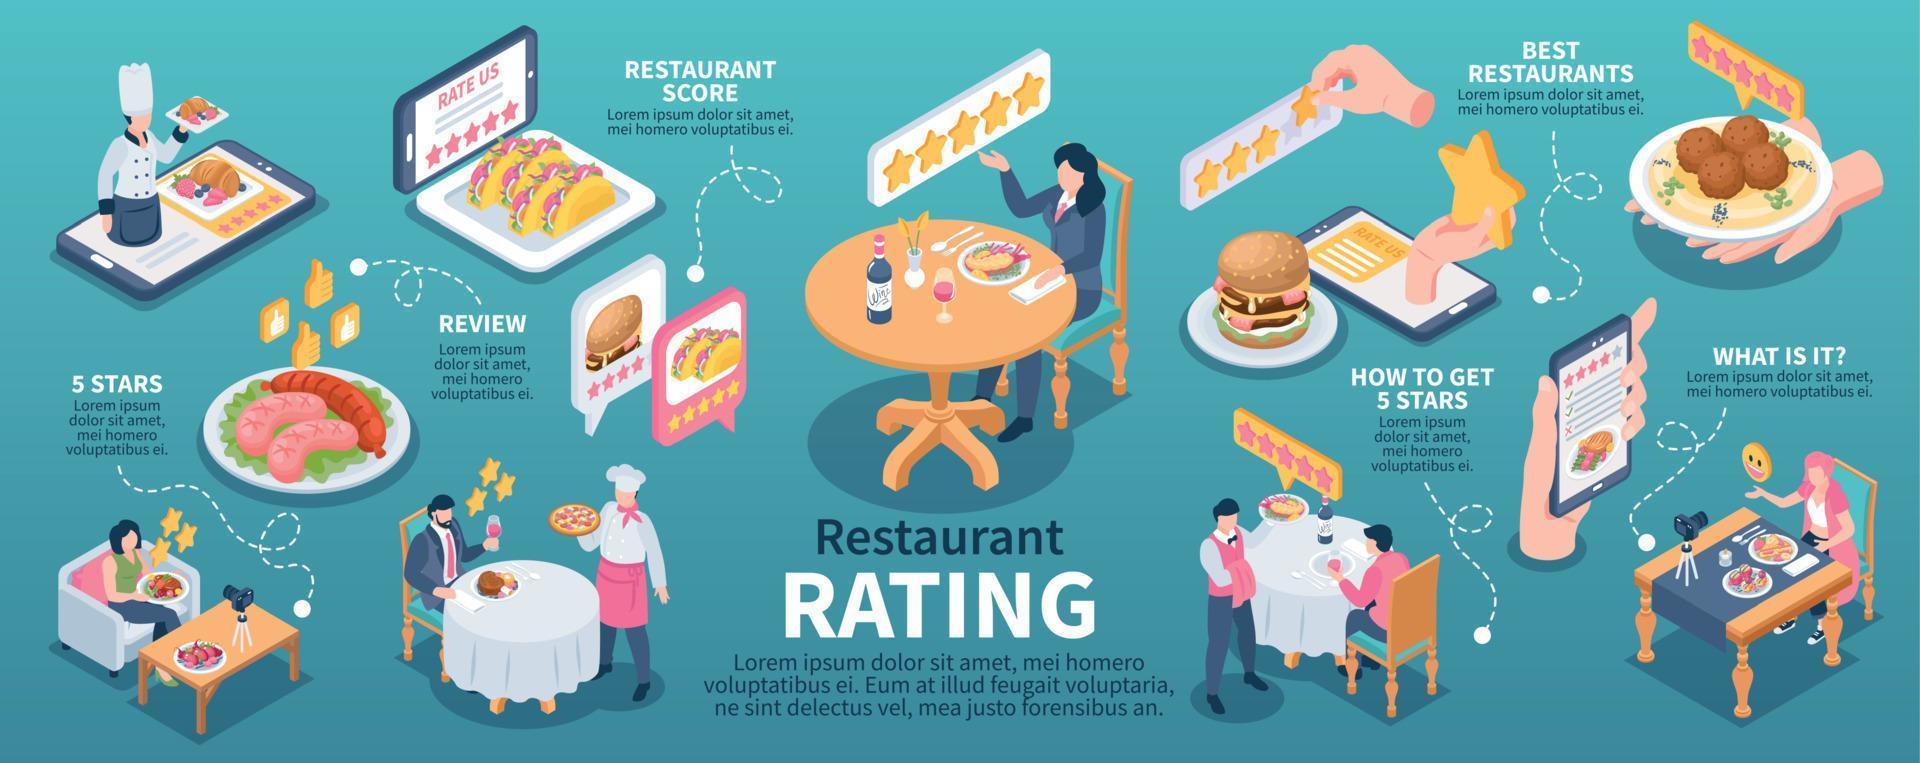 RATE US
RESTAURANT
SCORE
Lorem ipsum dolor sit amet,
mei homero voluptatibus ei.
BEST
RESTAURANTS
Lorem ipsum dolor sit amet,
mei homero voluptatibus ei.
RATE US
REVIEW
Lorem ipsum
dolor sit amet,
mei homero
voluptatibus ei.
Wine
5 STARS
Lorem ipsum
dolor sit amet,
mei homero
voluptatibus ei.
HOW TO GET
5 STARS
Lorem ipsum
dolor sit amet,
mei homero
voluptatibus ei.
WHAT IS IT?
Lorem ipsum dolor sit amet,
mei homero voluptatibus ei.
Restaurant
RATING
Lorem ipsum dolor sit amet, mei homero
voluptatibus ei. Eum at illud feugait voluptaria,
ne sint delectus vel, mea justo forensibus an.